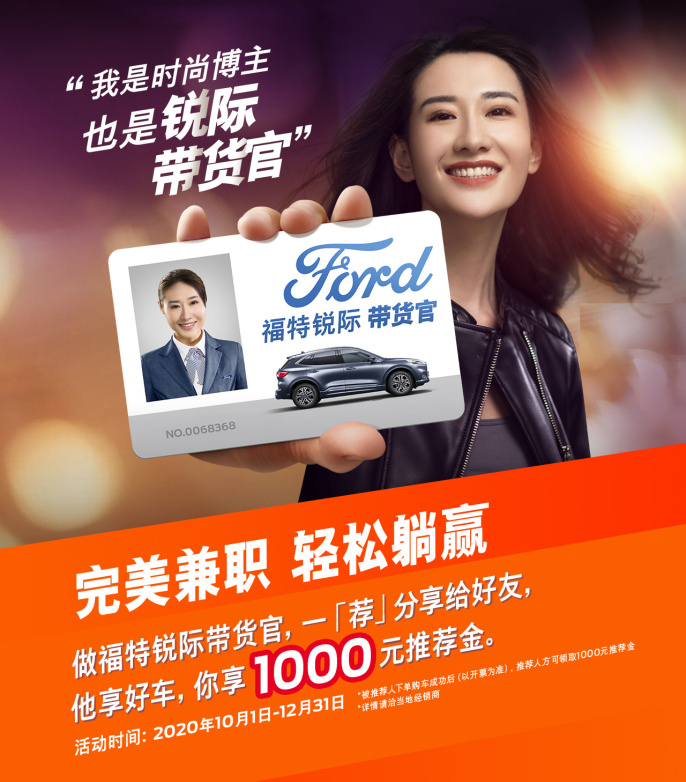 “我是时尚博主
也是锐际
带货官”
Ford
福特锐际 带货官
NO.0068368
完美兼职 轻松躺赢
做福特锐际带货官，一「荐」分享给好友，
他享好车，你享1000元推荐金。
活动时间：2020年10月1日-12月31日
*被推荐人下单购车成功后（以开票为准），推荐人方可领取1000元推荐金
*详情请洽当地经销商